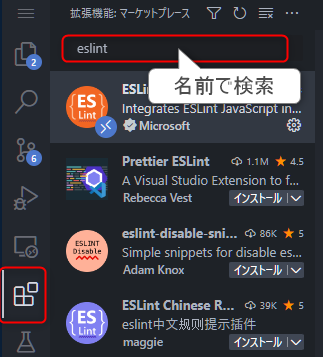 拡張機能: マーケットプレース
eslint
名前で検索
2
6
ESLint
ES
Lint
Integrates ESLint JavaScript in...
Microsoft
Prettier ESLint 1.1M 4.5
A Visual Studio Extension to f...
Rebecca Vest インストール
eslint-disable-sni... 86K 5
ESLINT
Disable
Simple snippets for disable es...
Adam Knox インストール
ESLint Chinese R... 39K 5
ES
Lint
eslint中文规则提示插件
maggie インストール